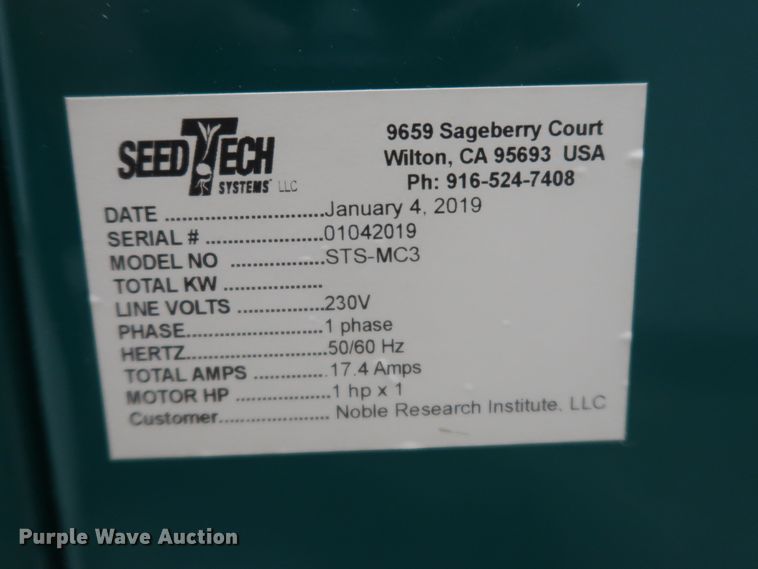 SEEDTECH
SYSTEMS LLC
9659 Sageberry Court
Wilton, CA 95693 USA
Ph: 916-524-7408
DATE ............................January 4, 2019
SERIAL # .....................01042019
MODEL NO .................STS-MC3
TOTAL KW ..................
LINE VOLTS .................230V
PHASE.........................1 phase
HERTZ.........................50/60 Hz
TOTAL AMPS .............17.4 Amps
MOTOR HP .................1 hp x 1
Customer....................Noble Research Institute, LLC
Purple Wave Auction